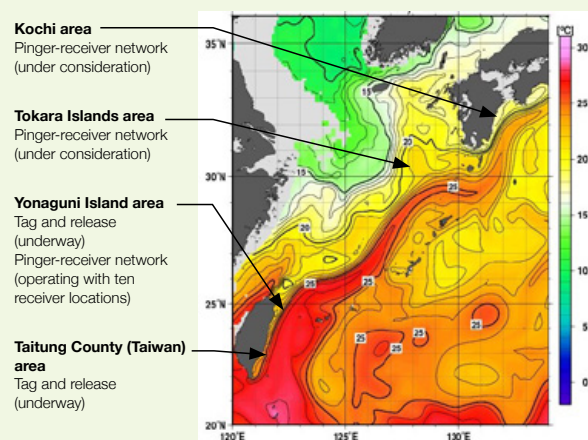 Kochi area
Pinger-receiver network
(under consideration)
Tokara Islands area
Pinger-receiver network
(under consideration)
Yonaguni Island area
Tag and release
(underway)
Pinger-receiver network
(operating with ten
receiver locations)
Taitung County (Taiwan)
area
Tag and release
(underway)
[°C]
35°N
30°N
25°N
20°N
120°E
125°E
130°E
30
25
20
15
10
5
0
15
15
20
20
25
25
25
25
25
25
25
25